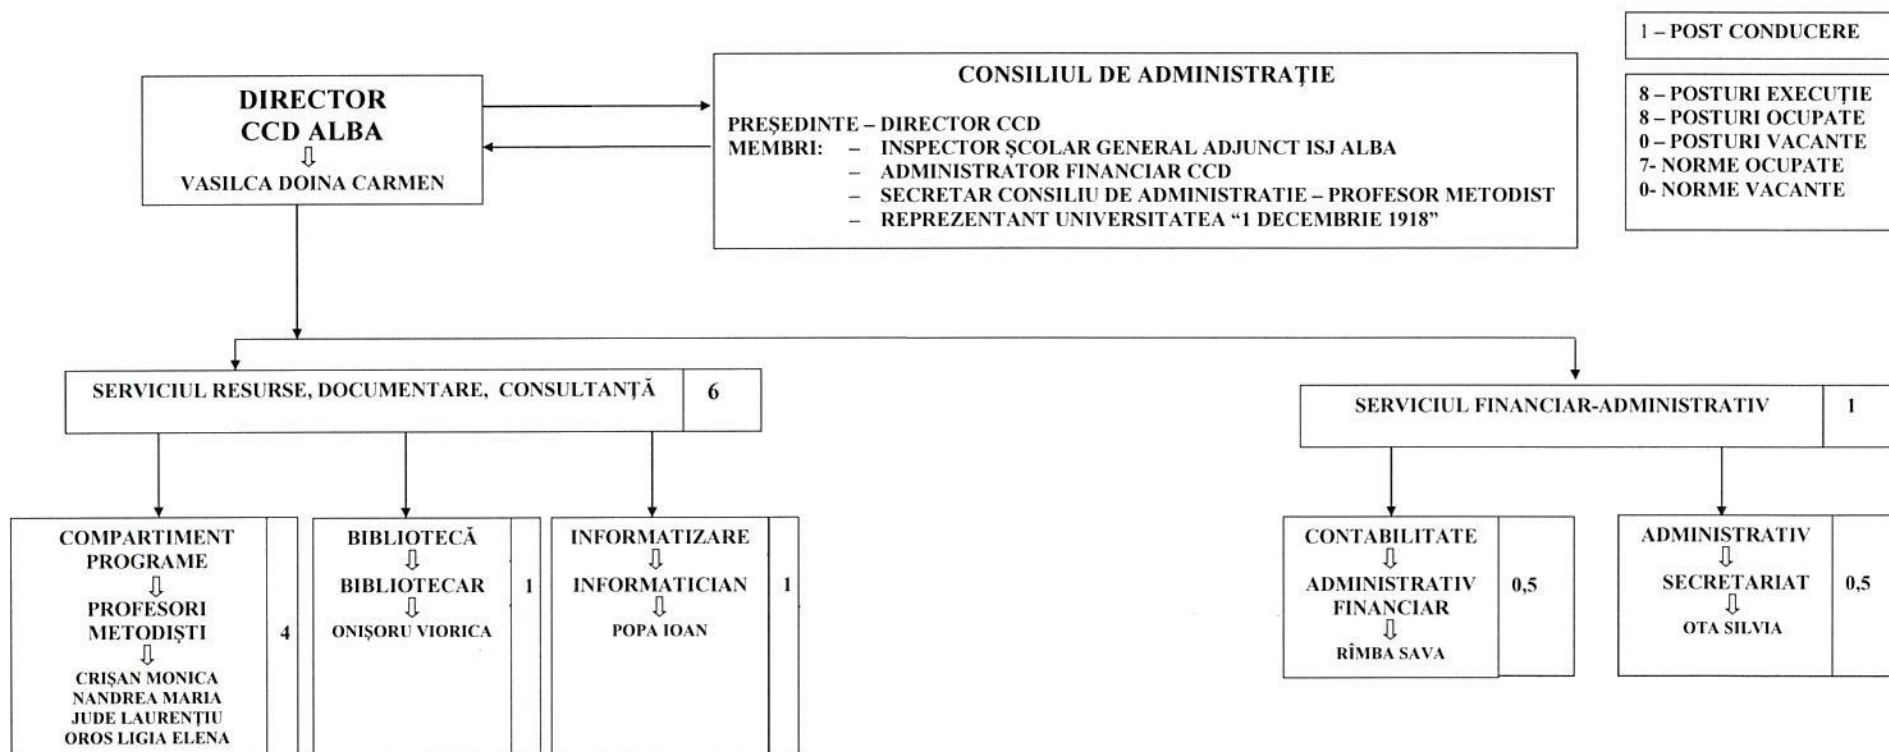 1 – POST CONDUCERE
8 – POSTURI EXECUȚIE
8 – POSTURI OCUPATE
0 – POSTURI VACANTE
7- NORME OCUPATE
0- NORME VACANTE
DIRECTOR
CCD ALBA
VASILCA DOINA CARMEN
CONSILIUL DE ADMINISTRAȚIE
PREȘEDINTE – DIRECTOR CCD
MEMBRI: – INSPECTOR ȘCOLAR GENERAL ADJUNCT ISJ ALBA
– ADMINISTRATOR FINANCIAR CCD
– SECRETAR CONSILIU DE ADMINISTRATIE – PROFESOR METODIST
– REPREZENTANT UNIVERSITATEA “1 DECEMBRIE 1918”
SERVICIUL RESURSE, DOCUMENTARE, CONSULTANȚĂ 6
SERVICIUL FINANCIAR-ADMINISTRATIV 1
COMPARTIMENT
PROGRAME
PROFESORI
METODIȘTI
4
CRIȘAN MONICA
NANDREA MARIA
JUDE LAURENȚIU
OROS LIGIA ELENA
BIBLIOTECĂ
BIBLIOTECAR 1
ONIȘORU VIORICA
INFORMATIZARE
INFORMATICIAN 1
POPA IOAN
CONTABILITATE
ADMINISTRATIV 0,5
FINANCIAR
RÎMBA SAVA
ADMINISTRATIV
SECRETARIAT 0,5
OTA SILVIA